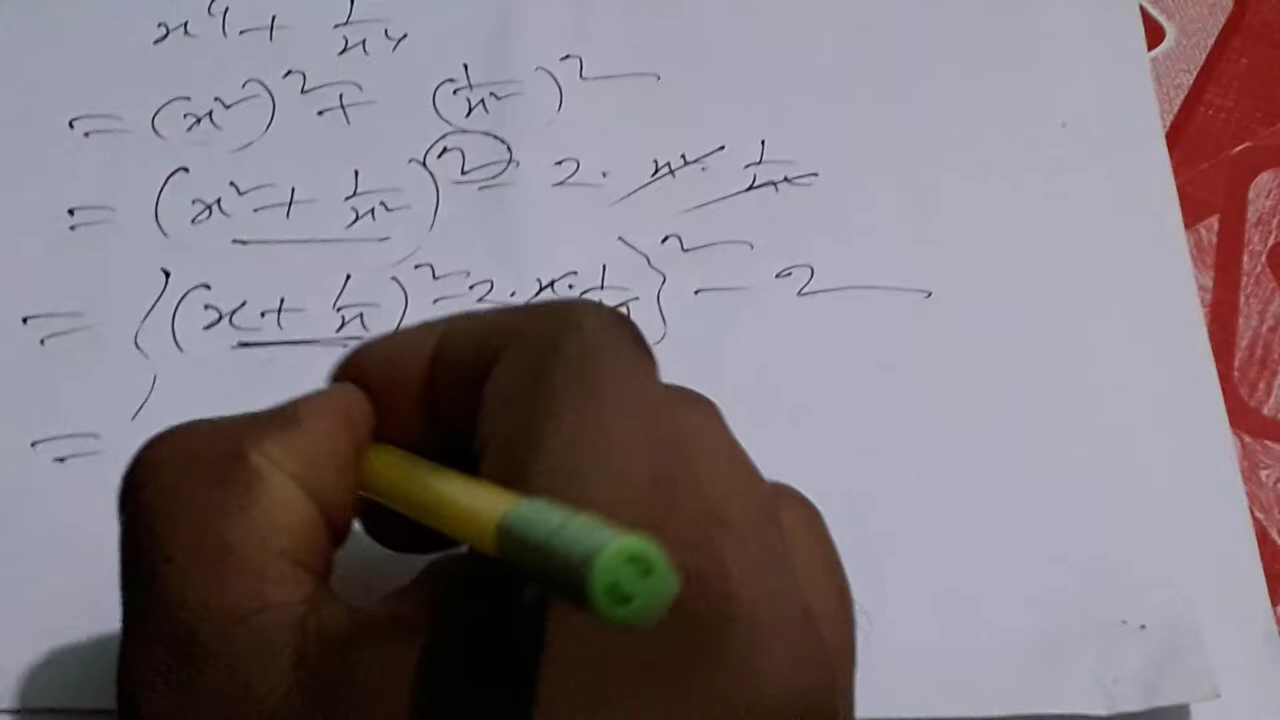 x⁴ + 1/x⁴
= (x²)² + (1/x²)²
= (x² + 1/x²)² - 2 · x² · 1/x²
= {(x + 1/x)² - 2 · x · 1/x}² - 2
= {